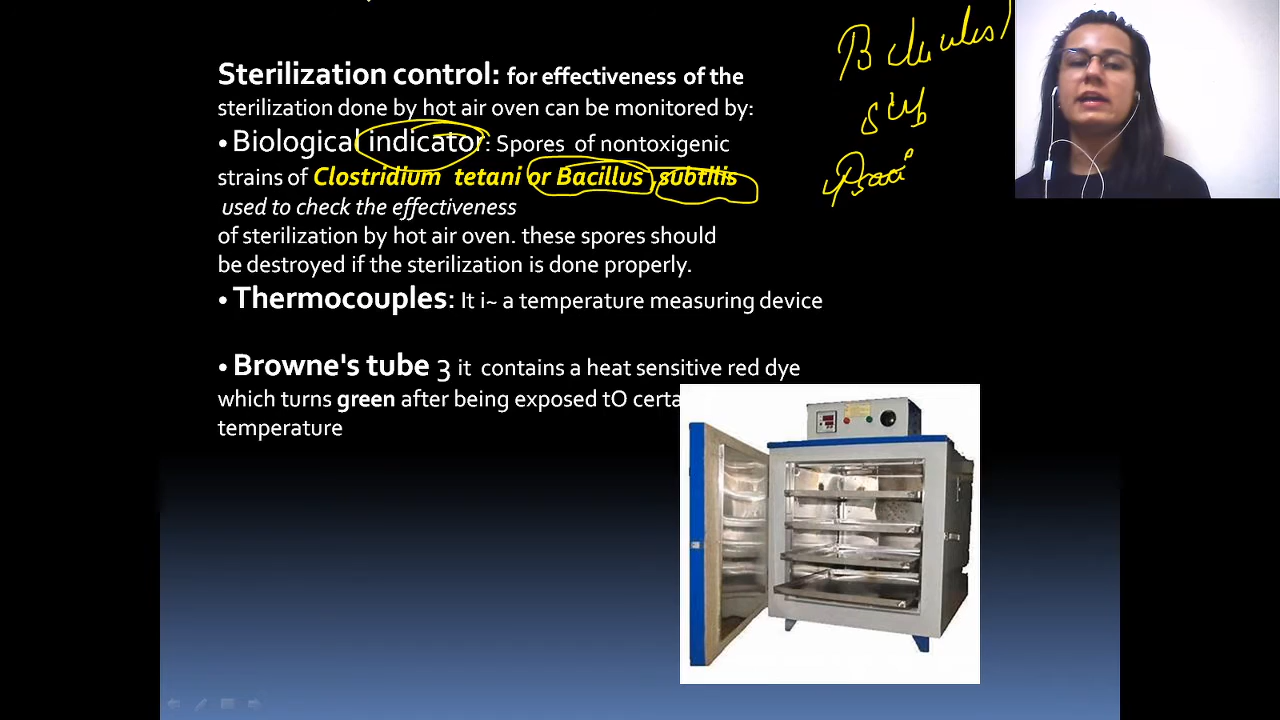 Sterilization control: for effectiveness of the
sterilization done by hot air oven can be monitored by:
• Biological indicator: Spores of nontoxigenic
strains of Clostridium tetani or Bacillus ,subtilis
used to check the effectiveness
of sterilization by hot air oven. these spores should
be destroyed if the sterilization is done properly.
• Thermocouples: It i~ a temperature measuring device
• Browne's tube 3 it contains a heat sensitive red dye
which turns green after being exposed tO certa
temperature
B
sub